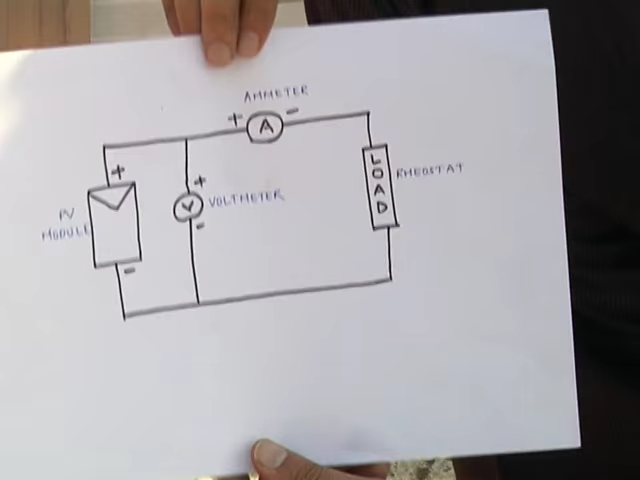 AMMETER
+ A -
+
PV
MODULE
-
+
V
VOLTMETER
-
LOAD
RHEOSTAT